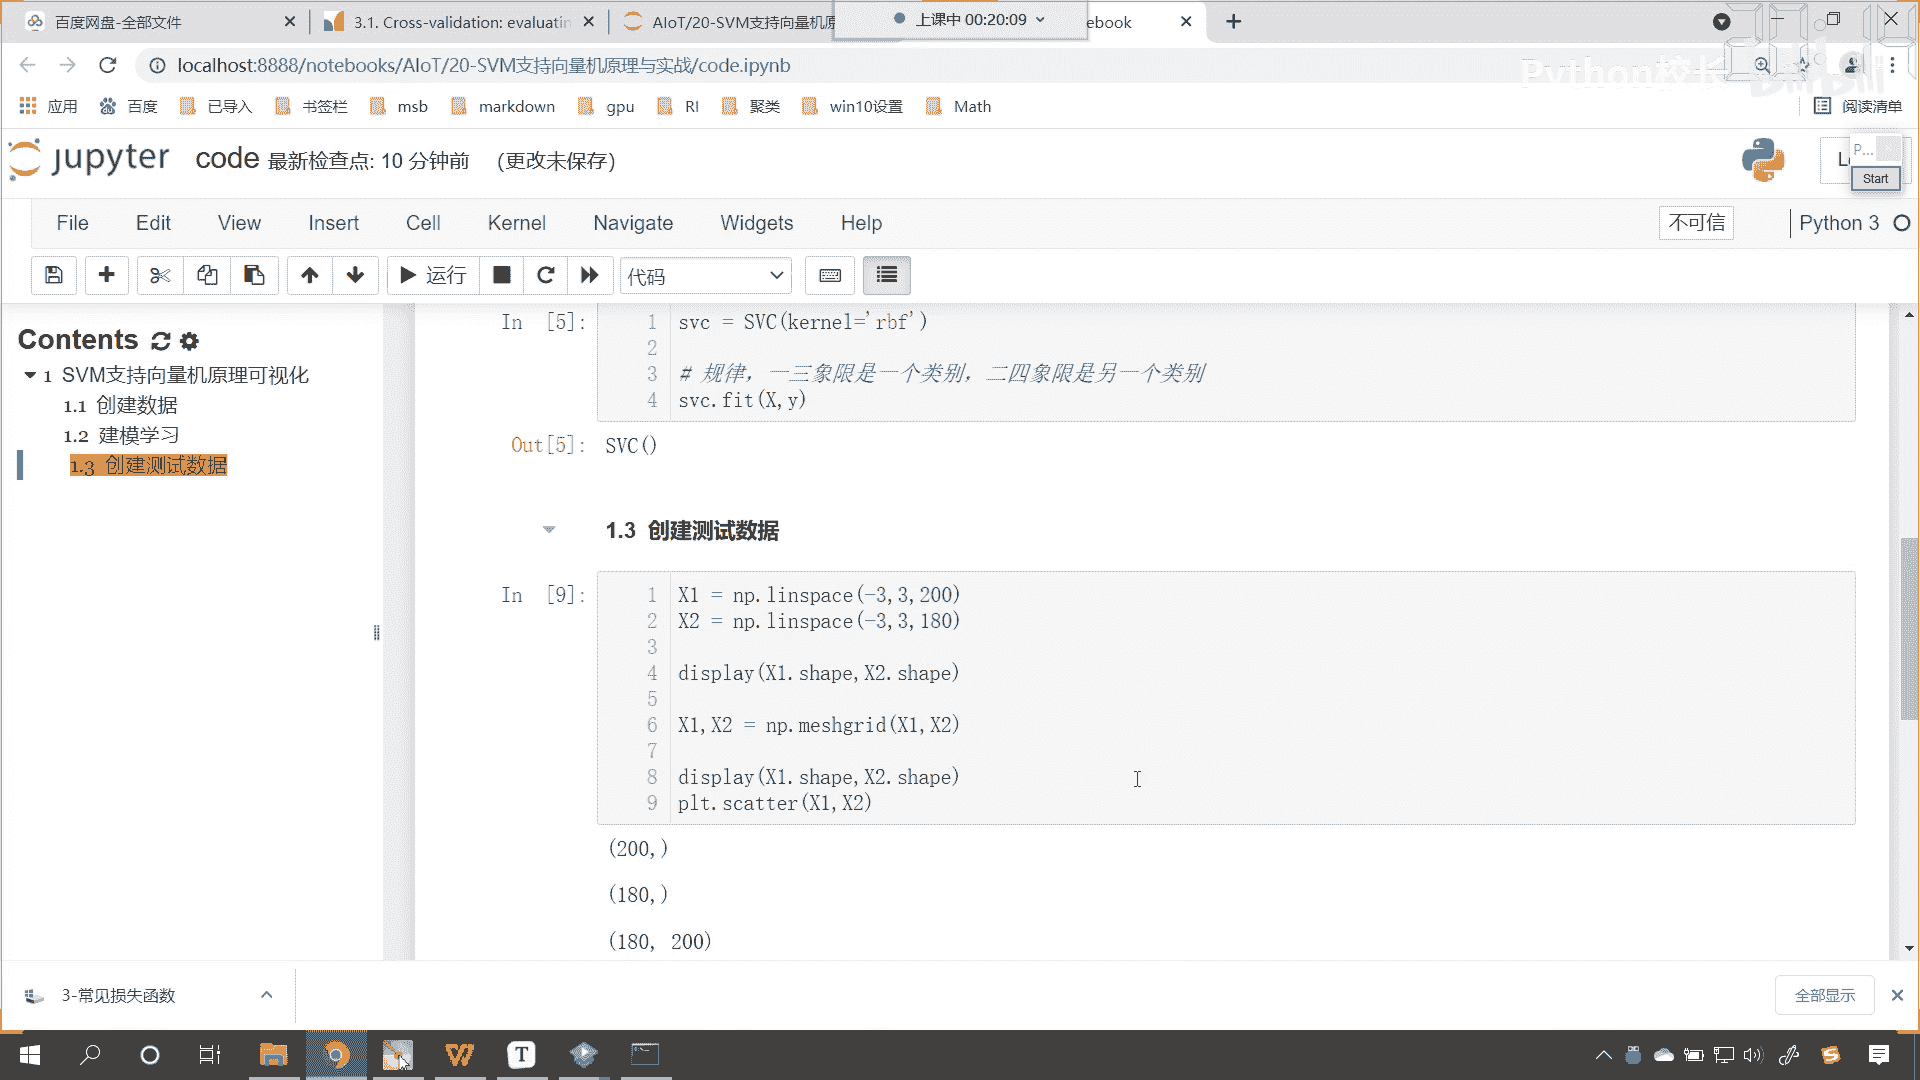 百度网盘-全部文件
3.1. Cross-validation: evaluatin
AIoT/20-SVM支持向量机原
上课中 00:20:09
ebook
localhost:8888/notebooks/AIoT/20-SVM支持向量机原理与实战/code.ipynb
Python校长
应用 百度 已导入 书签栏 msb markdown gpu RI 聚类 win10设置 Math 阅读清单
jupyter code 最新检查点: 10 分钟前 (更改未保存)
P...
Start
File Edit View Insert Cell Kernel Navigate Widgets Help 不可信 Python 3
运行 代码
Contents
1 SVM支持向量机原理可视化
1.1 创建数据
1.2 建模学习
1.3 创建测试数据
In [5]:
1 svc = SVC(kernel='rbf')
2
3 # 规律，一三象限是一个类别，二四象限是另一个类别
4 svc.fit(X,y)
Out[5]: SVC()
1.3 创建测试数据
In [9]:
1 X1 = np.linspace(-3,3,200)
2 X2 = np.linspace(-3,3,180)
3
4 display(X1.shape,X2.shape)
5
6 X1,X2 = np.meshgrid(X1,X2)
7
8 display(X1.shape,X2.shape)
9 plt.scatter(X1,X2)
(200,)
(180,)
(180, 200)
3-常见损失函数
全部显示